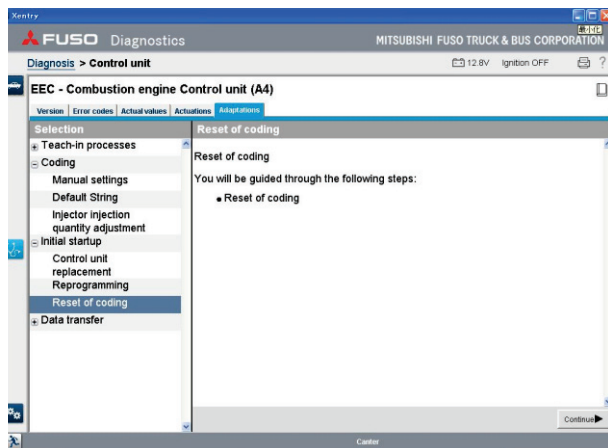 Xentry
最小化
FUSO Diagnostics
MITSUBISHI FUSO TRUCK & BUS CORPORATION
Diagnosis > Control unit
12.8V Ignition OFF
?
EEC - Combustion engine Control unit (A4)
Version Error codes Actual values Actuations Adaptations
Selection
Teach-in processes
Coding
Manual settings
Default String
Injector injection
quantity adjustment
Initial startup
Control unit
replacement
Reprogramming
Reset of coding
Data transfer
Reset of coding
Reset of coding
You will be guided through the following steps:
• Reset of coding
Continue
Canter